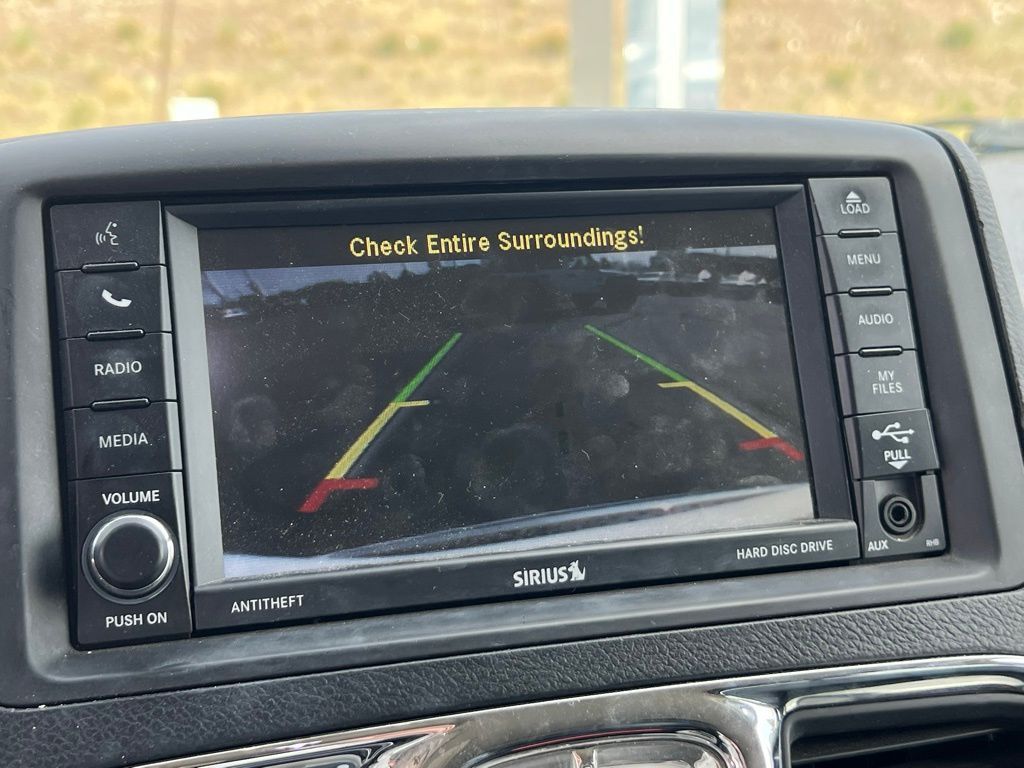 Check Entire Surroundings!
RADIO
MEDIA
VOLUME
PUSH ON
ANTITHEFT
SIRIUS
HARD DISC DRIVE
LOAD
MENU
AUDIO
MY
FILES
PULL
AUX
RHB